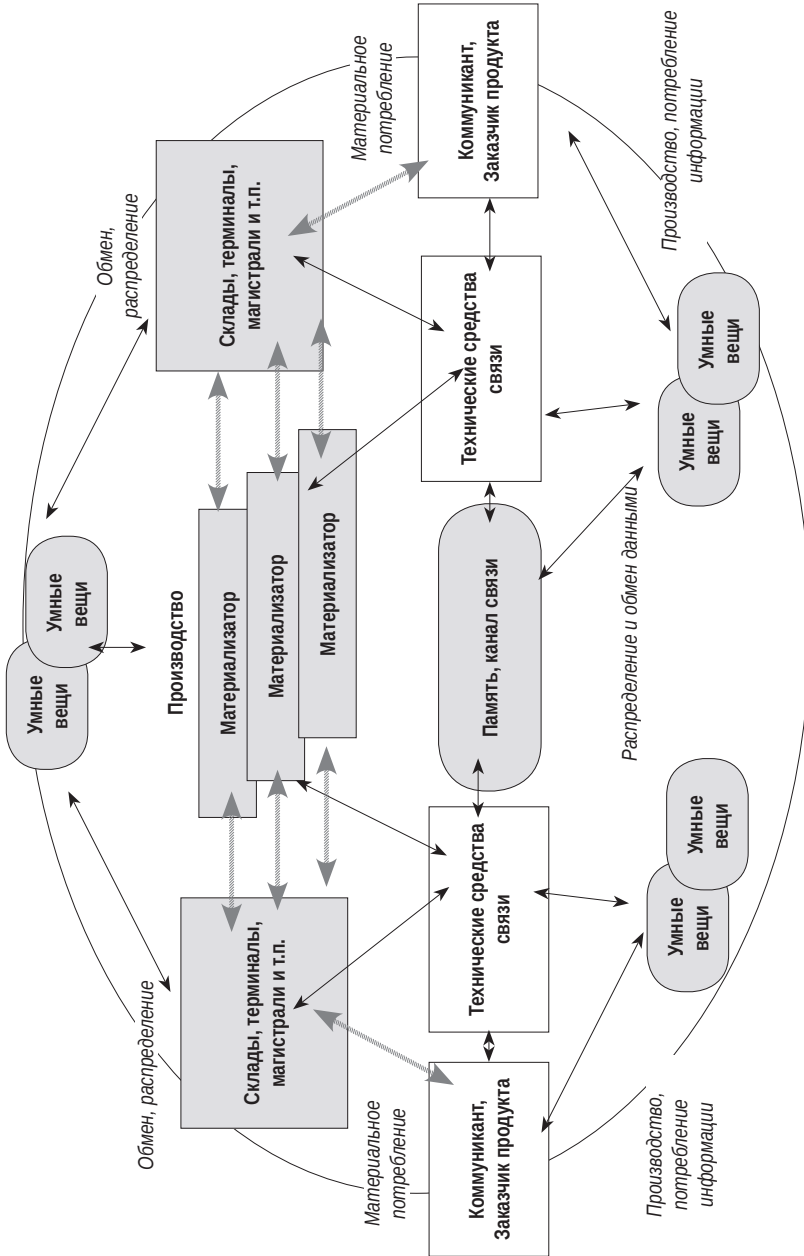 Умные
вещи
Умные
вещи
Обмен, распределение
Обмен,
распределение
Производство
Склады, терминалы,
магистрали и т.п.
Материализатор
Материализатор
Материализатор
Склады, терминалы,
магистрали и т.п.
Материальное
потребление
Материальное
потребление
Коммуникант,
Заказчик продукта
Технические средства
связи
Память, канал связи
Технические средства
связи
Коммуникант,
Заказчик продукта
Распределение и обмен данными
Производство,
потребление
информации
Умные
вещи
Умные
вещи
Умные
вещи
Умные
вещи
Производство, потребление
информации